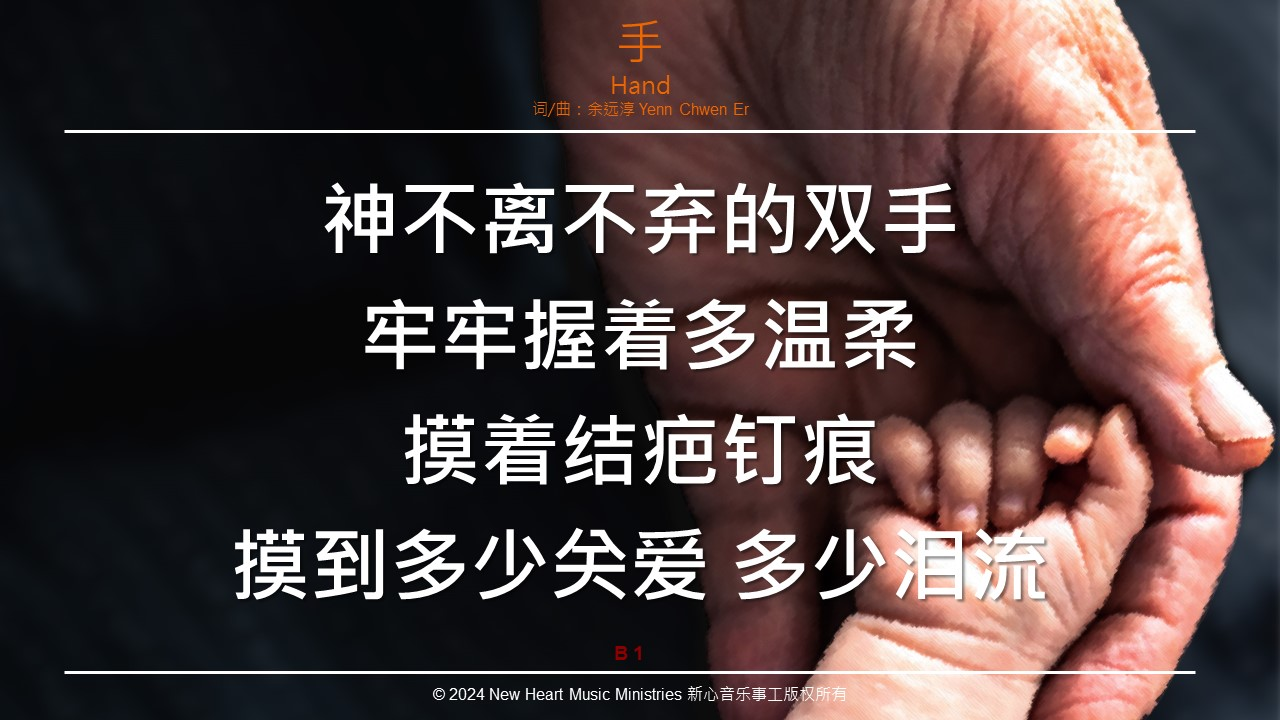 手
Hand
词/曲：余远淳 Yenn Chwen Er
神不离不弃的双手
牢牢握着多温柔
摸着结疤钉痕
摸到多少关爱 多少泪流
B 1
© 2024 New Heart Music Ministries 新心音乐事工版权所有